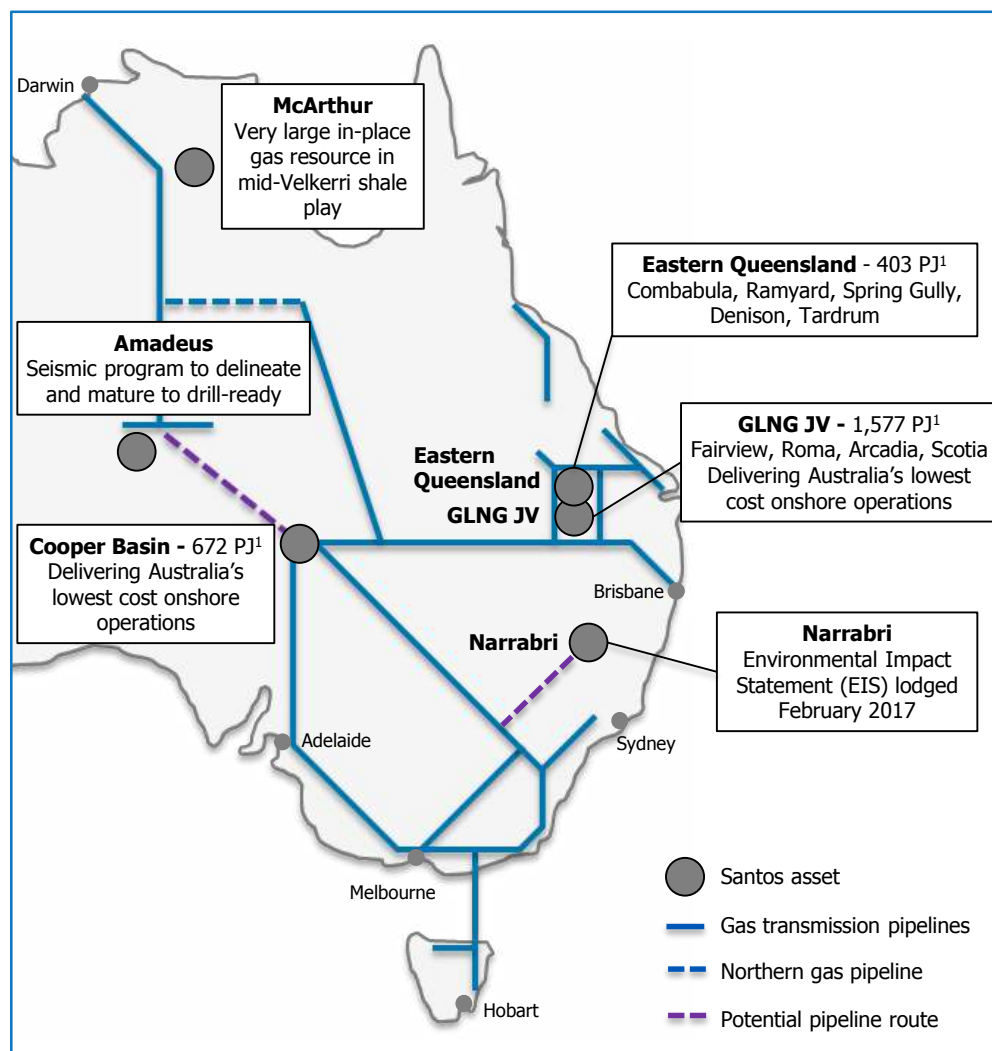 Darwin
McArthur
Very large in-place
gas resource in
mid-Velkerri shale
play
Eastern Queensland - 403 PJ¹
Combabula, Ramyard, Spring Gully,
Denison, Tardrum
Amadeus
Seismic program to delineate
and mature to drill-ready
GLNG JV - 1,577 PJ¹
Fairview, Roma, Arcadia, Scotia
Delivering Australia's lowest
cost onshore operations
Eastern
Queensland
GLNG JV
Cooper Basin - 672 PJ¹
Delivering Australia's
lowest cost onshore
operations
Brisbane
Narrabri
Narrabri
Environmental Impact
Statement (EIS) lodged
February 2017
Adelaide
Sydney
Melbourne
Hobart
Santos asset
Gas transmission pipelines
Northern gas pipeline
Potential pipeline route